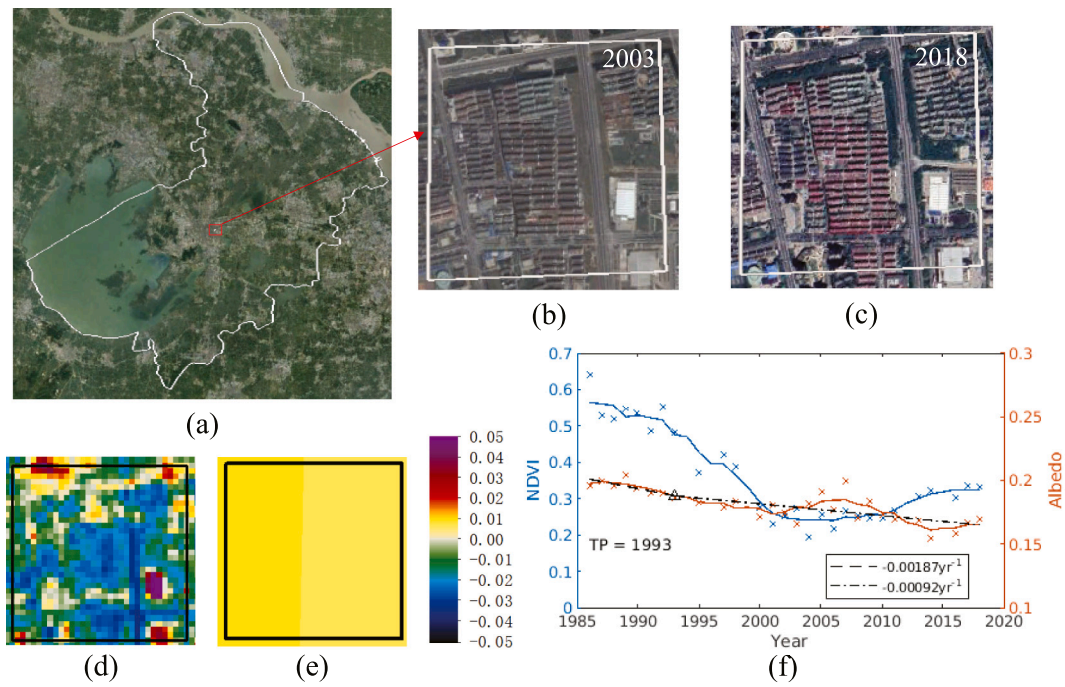 2003
2018
(a)
(b)
(c)
0.05
0.04
0.03
0.02
0.01
0.00
-0.01
-0.02
-0.03
-0.04
-0.05
(d)
(e)
0.7
0.6
0.5
0.4
0.3
0.2
0.1
0
NDVI
0.3
0.25
0.2
0.15
0.1
Albedo
TP = 1993
-0.00187yr⁻¹
-0.00092yr⁻¹
1985 1990 1995 2000 2005 2010 2015 2020
Year
(f)